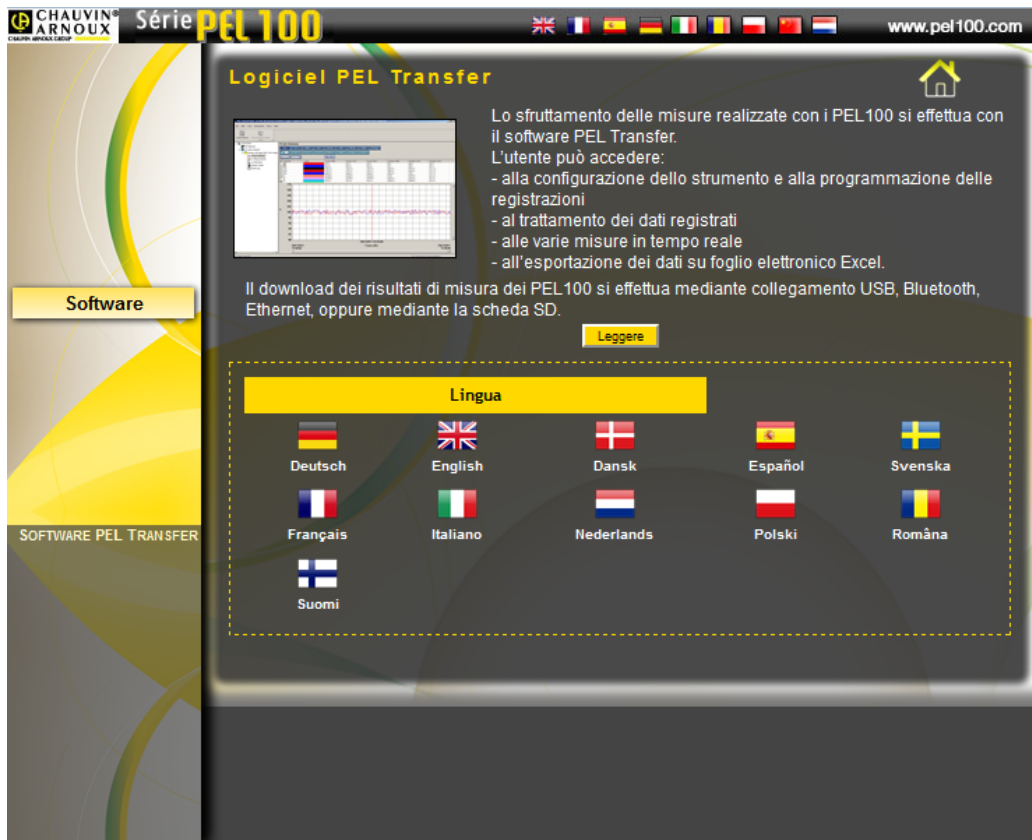 CHAUVIN®
ARNOUX
CHAUVIN ARNOUX GROUP
Série PEL 100
www.pel100.com
Logiciel PEL Transfer
Lo sfruttamento delle misure realizzate con i PEL100 si effettua con
il software PEL Transfer.
L'utente può accedere:
- alla configurazione dello strumento e alla programmazione delle
registrazioni
- al trattamento dei dati registrati
- alle varie misure in tempo reale
- all'esportazione dei dati su foglio elettronico Excel.
Il download dei risultati di misura dei PEL100 si effettua mediante collegamento USB, Bluetooth,
Ethernet, oppure mediante la scheda SD.
Leggere
Software
SOFTWARE PEL TRANSFER
Lingua
Deutsch English Dansk Español Svenska
Français Italiano Nederlands Polski Româna
Suomi